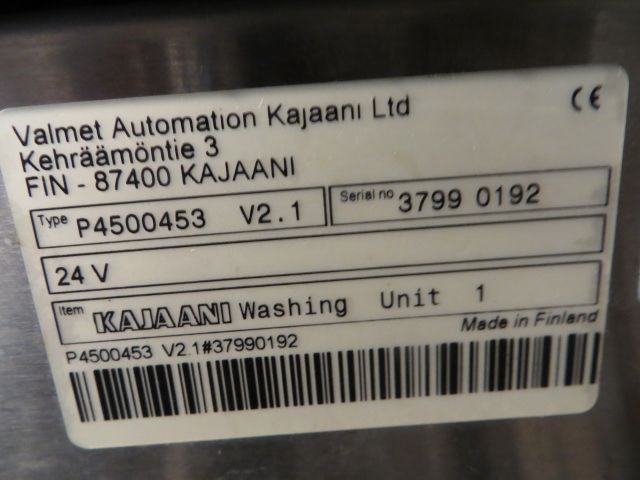 Valmet Automation Kajaani Ltd
Kehräämöntie 3
FIN - 87400 KAJAANI
CE
Type P4500453 V2.1
Serial no 3799 0192
24 V
Item KAJAANI Washing Unit 1
Made in Finland
P4500453 V2.1#37990192